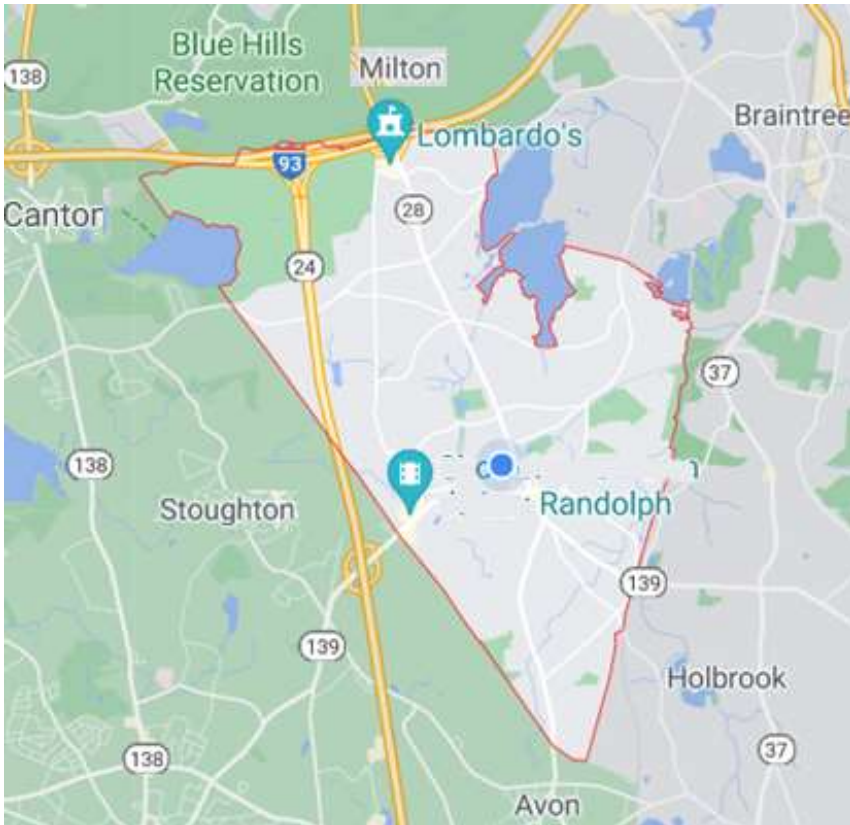 Blue Hills
Reservation
Milton
138
Braintree
Lombardo's
93
Canton
28
24
37
138
Stoughton
Randolph
139
139
Holbrook
138
37
Avon